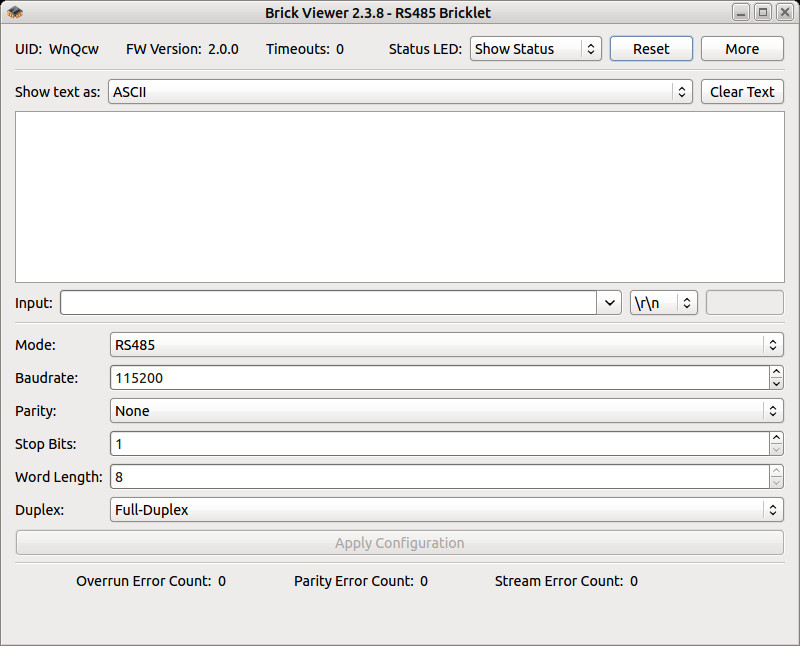 Brick Viewer 2.3.8 - RS485 Bricklet
UID: WnQcw FW Version: 2.0.0 Timeouts: 0 Status LED: Show Status Reset More
Show text as: ASCII Clear Text
Input: \r\n
Mode: RS485
Baudrate: 115200
Parity: None
Stop Bits: 1
Word Length: 8
Duplex: Full-Duplex
Apply Configuration
Overrun Error Count: 0 Parity Error Count: 0 Stream Error Count: 0